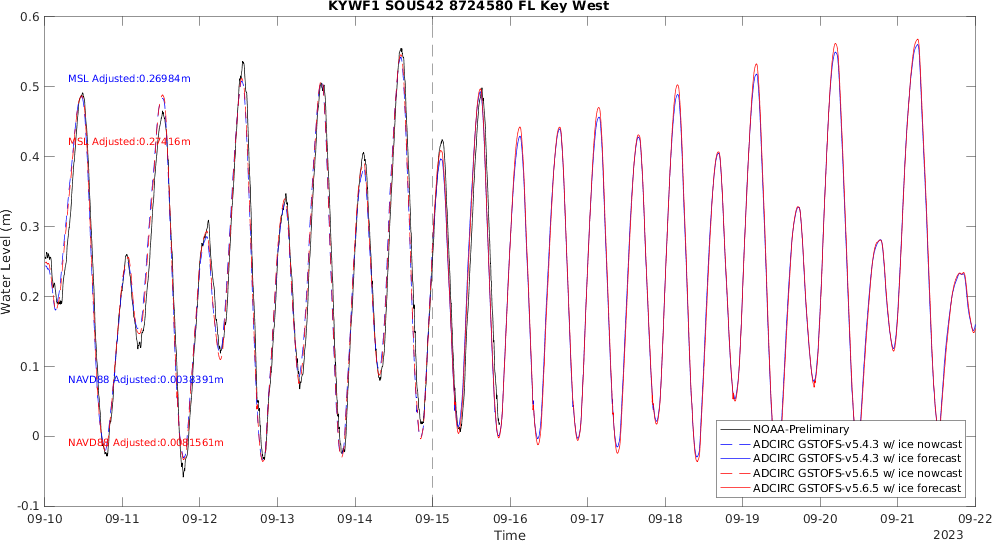 KYWF1 SOUS42 8724580 FL Key West
0.6
0.5
0.4
0.3
0.2
0.1
0
-0.1
Water Level (m)
MSL Adjusted:0.26984m
MSL Adjusted:0.27416m
NAVD88 Adjusted:0.0038391m
NAVD88 Adjusted:0.0081561m
NOAA-Preliminary
ADCIRC GSTOFS-v5.4.3 w/ ice nowcast
ADCIRC GSTOFS-v5.4.3 w/ ice forecast
ADCIRC GSTOFS-v5.6.5 w/ ice nowcast
ADCIRC GSTOFS-v5.6.5 w/ ice forecast
09-10 09-11 09-12 09-13 09-14 09-15 09-16 09-17 09-18 09-19 09-20 09-21 09-22
Time
2023